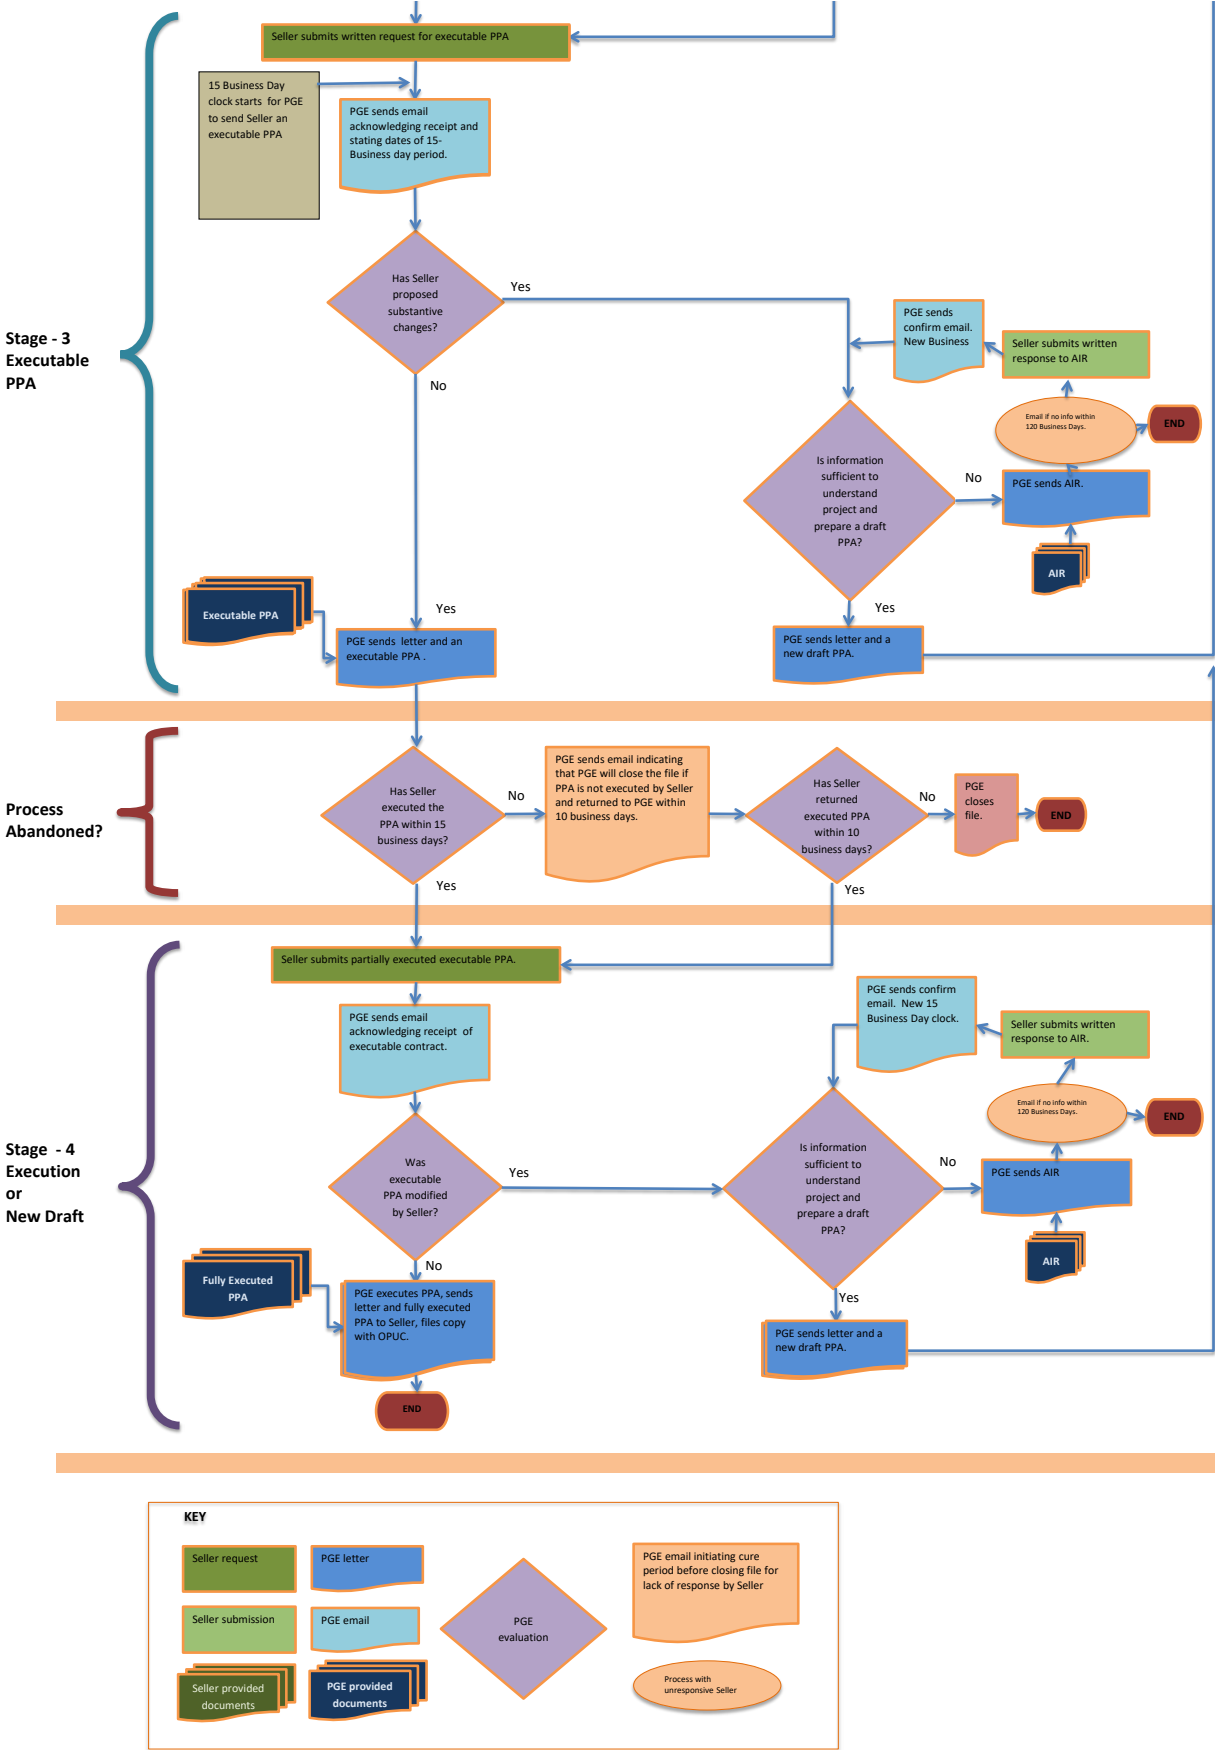 Seller submits written request for executable PPA
15 Business Day
clock starts  for PGE
to send Seller an
executable PPA
PGE sends email
acknowledging receipt and
stating dates of 15-
Business day period.
Has Seller
proposed
substantive
changes?
Yes
No
PGE sends
confirm email.
New Business
Seller submits written
response to AIR
Email if no info within
120 Business Days.
END
Stage - 3
Executable
PPA
Is information
sufficient to
understand
project and
prepare a draft
PPA?
No
PGE sends AIR.
AIR
Executable PPA
Yes
PGE sends  letter and an
executable PPA .
Yes
PGE sends letter and a
new draft PPA.
Process
Abandoned?
Has Seller
executed the
PPA within 15
business days?
No
PGE sends email indicating
that PGE will close the file if
PPA is not executed by Seller
and returned to PGE within
10 business days.
Has Seller
returned
executed PPA
within 10
business days?
No
PGE
closes
file.
END
Yes
Yes
Seller submits partially executed executable PPA.
PGE sends email
acknowledging receipt  of
executable contract.
PGE sends confirm
email.  New 15
Business Day clock.
Seller submits written
response to AIR.
Email if no info within
120 Business Days.
END
Stage  - 4
Execution
or
New Draft
Was
executable
PPA modified
by Seller?
Yes
Is information
sufficient to
understand
project and
prepare a draft
PPA?
No
PGE sends AIR
AIR
No
Fully Executed
PPA
PGE executes PPA, sends
letter and fully executed
PPA to Seller, files copy
with OPUC.
END
Yes
PGE sends letter and a
new draft PPA.
KEY
Seller request
PGE letter
Seller submission
PGE email
Seller provided
documents
PGE provided
documents
PGE
evaluation
PGE email initiating cure
period before closing file for
lack of response by Seller
Process with
unresponsive Seller